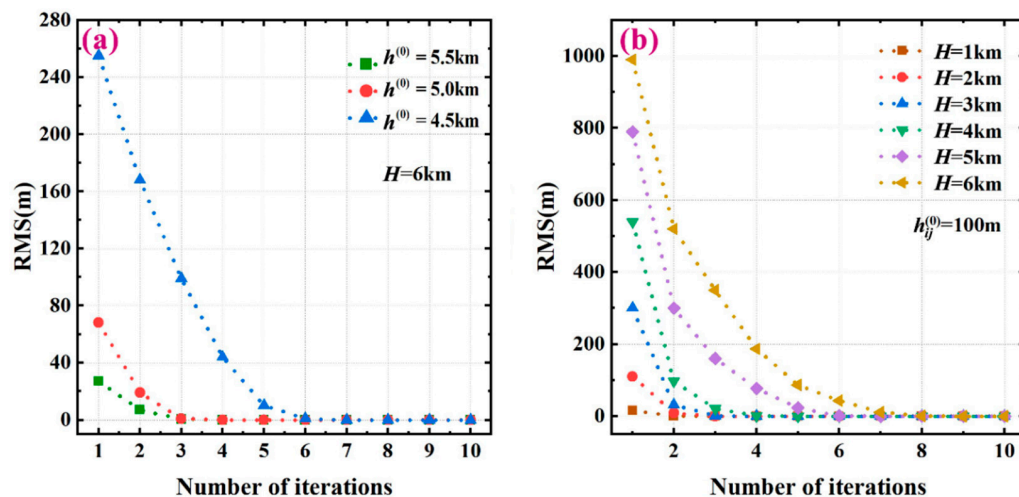 (a)
280
240
200
160
120
80
40
0
RMS(m)
h⁽⁰⁾ = 5.5km
h⁽⁰⁾ = 5.0km
h⁽⁰⁾ = 4.5km
H=6km
1 2 3 4 5 6 7 8 9 10
Number of iterations
(b)
1000
800
600
400
200
0
RMS(m)
H=1km
H=2km
H=3km
H=4km
H=5km
H=6km
h_{ij}^{(0)}=100m
2 4 6 8 10
Number of iterations